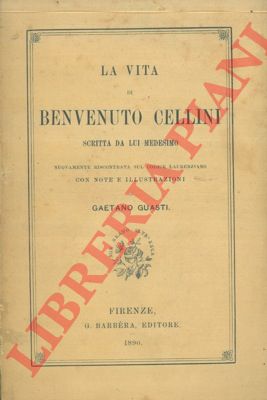 LA VITA
DI
BENVENUTO CELLINI
SCRITTA DA LUI MEDESIMO
NUOVAMENTE RISCONTRATA SUL CODICE LAURENZIANO
CON NOTE E ILLUSTRAZIONI
GAETANO GUASTI.
FIRENZE,
G. BARBÈRA, EDITORE.
1890.
LIBRERIA PIANI